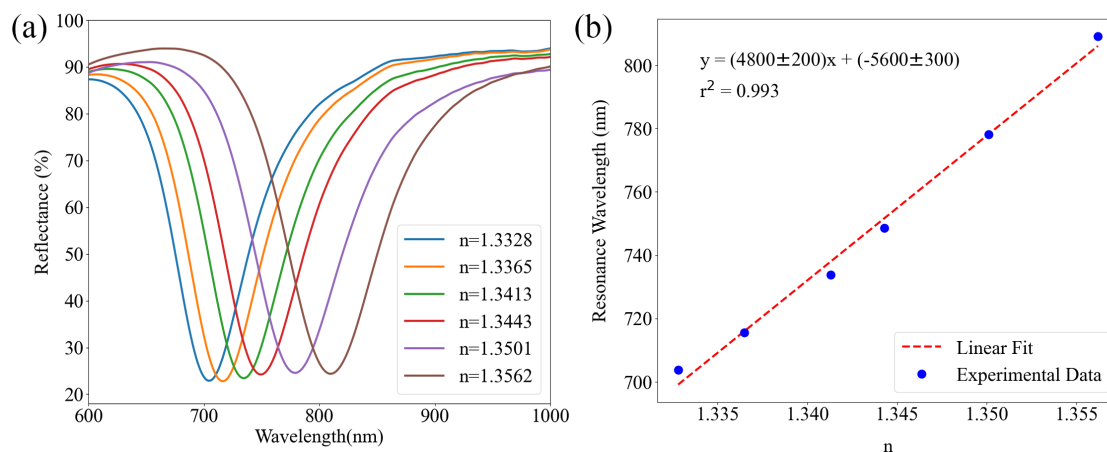 (a)
100
90
80
70
60
50
40
30
20
Reflectance (%)
600
700
800
900
1000
Wavelength(nm)
n=1.3328
n=1.3365
n=1.3413
n=1.3443
n=1.3501
n=1.3562
(b)
y = (4800±200)x + (-5600±300)
r² = 0.993
800
780
760
740
720
700
Resonance Wavelength (nm)
1.335
1.340
1.345
1.350
1.355
n
Linear Fit
Experimental Data